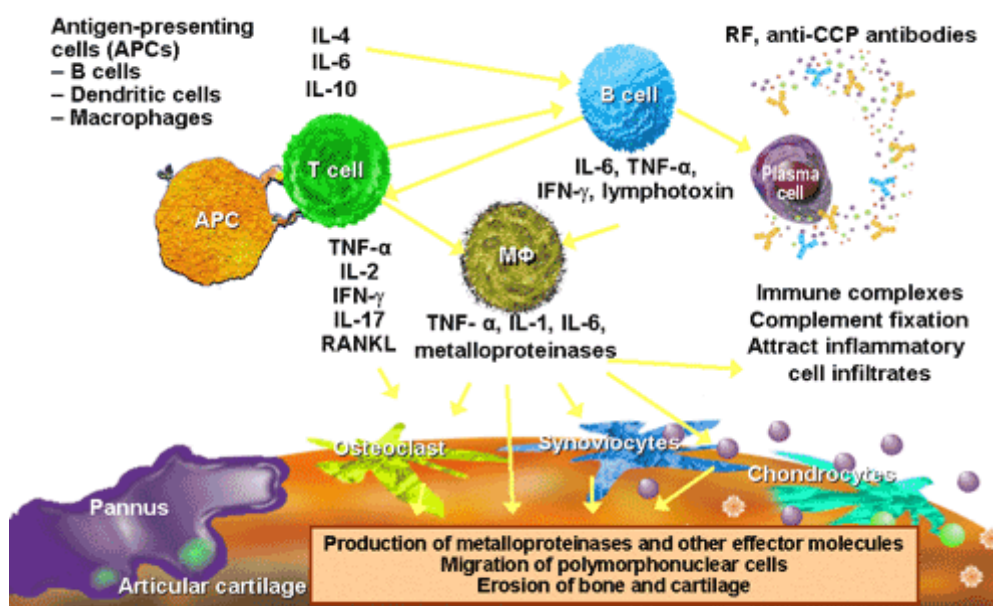 Antigen-presenting
cells (APCs)
– B cells
– Dendritic cells
– Macrophages
IL-4
IL-6
IL-10
RF, anti-CCP antibodies
B cell
T cell
APC
Plasma
cell
IL-6, TNF-α,
IFN-γ, lymphotoxin
MΦ
TNF-α
IL-2
IFN-γ
IL-17
RANKL
TNF- α, IL-1, IL-6,
metalloproteinases
Immune complexes
Complement fixation
Attract inflammatory
cell infiltrates
Osteoclast
Synoviocytes
Chondrocytes
Pannus
Articular cartilage
Production of metalloproteinases and other effector molecules
Migration of polymorphonuclear cells
Erosion of bone and cartilage